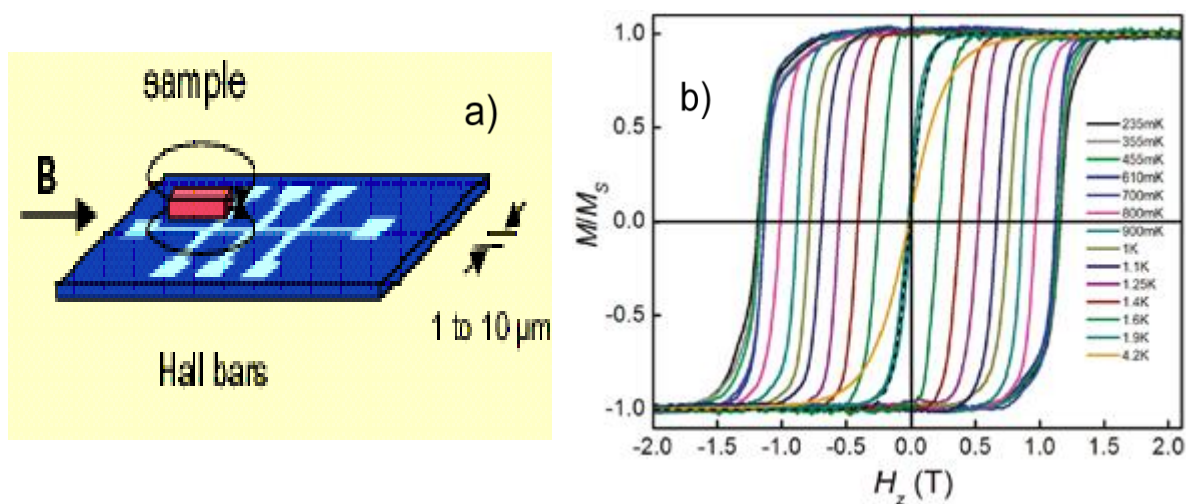 sample
a)
B
1 to 10 µm
Hall bars
b)
M/M_S
1.0
0.5
0.0
-0.5
-1.0
235mK
355mK
455mK
610mK
700mK
800mK
900mK
1K
1.1K
1.25K
1.4K
1.6K
1.9K
4.2K
-2.0 -1.5 -1.0 -0.5 0.0 0.5 1.0 1.5 2.0
H_z (T)